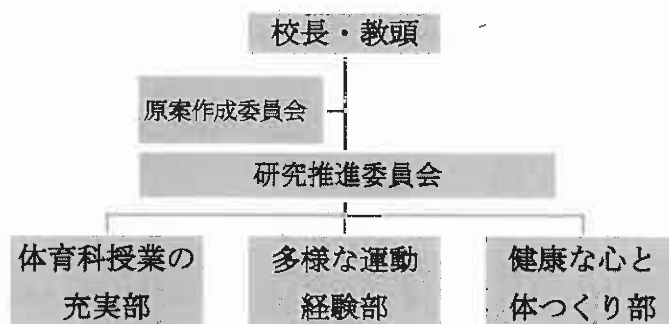 校長・教頭
原案作成委員会
研究推進委員会
体育科授業の
充実部
多様な運動
経験部
健康な心と
体つくり部